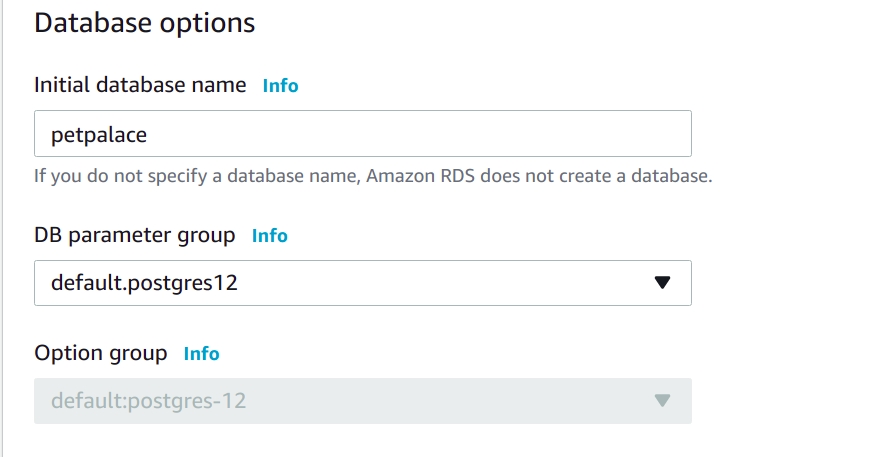 Database options
Initial database name Info
petpalace
If you do not specify a database name, Amazon RDS does not create a database.
DB parameter group Info
default.postgres12
Option group Info
default:postgres-12